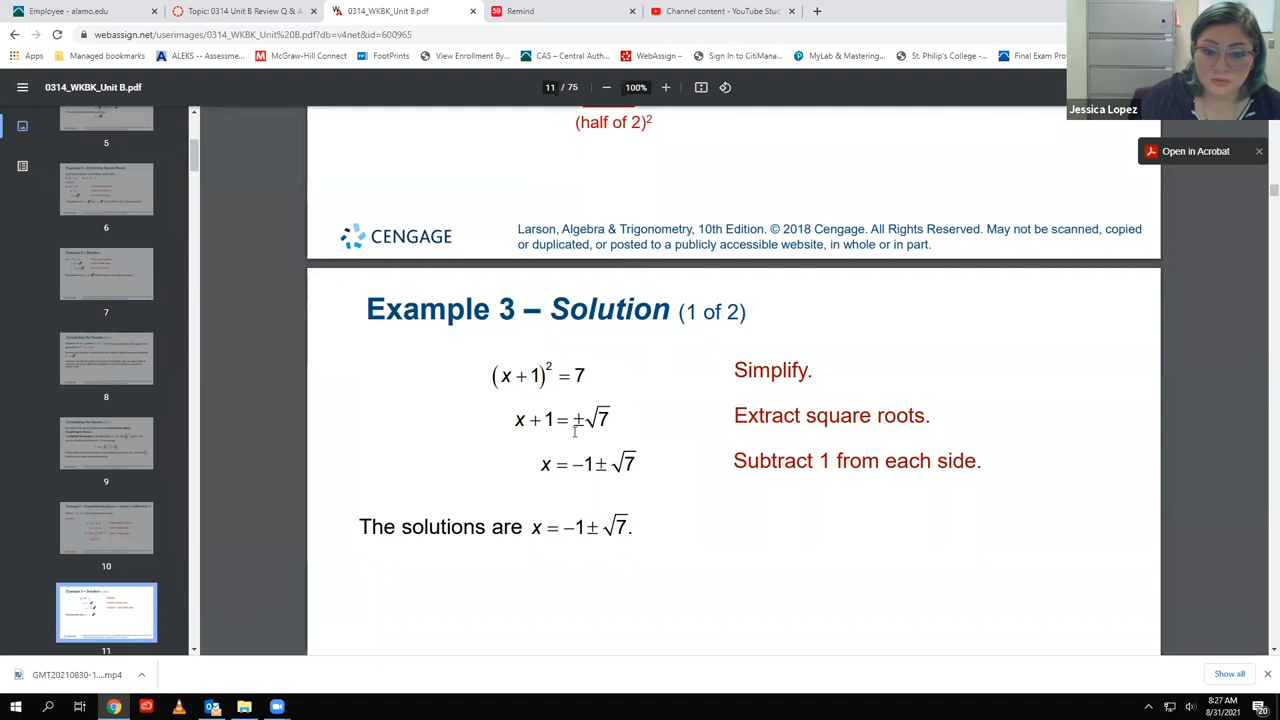 Employee - alamo.edu
Topic: 0314 Unit B Review Q & A
0314_WKBK_Unit B.pdf
Remind
Channel content - YouTube Stud
webassign.net/userimages/0314_WKBK_Unit%20B.pdf?db=v4net&id=600965
Apps
Managed bookmarks
ALEKS -- Assessme...
McGraw-Hill Connect
FootPrints
View Enrollment By...
CAS – Central Auth...
WebAssign –
Sign In to CitiMana...
MyLab & Mastering...
St. Philip's College -...
Final Exam Pro
0314_WKBK_Unit B.pdf
11 / 75
100%
Jessica Lopez
Open in Acrobat
(half of 2)²
CENGAGE
Larson, Algebra & Trigonometry, 10th Edition. © 2018 Cengage. All Rights Reserved. May not be scanned, copied
or duplicated, or posted to a publicly accessible website, in whole or in part.
5
6
7
8
9
10
11
Example 3 – Solution (1 of 2)
(x + 1)² = 7 Simplify.
x + 1 = ±√7 Extract square roots.
x = −1 ± √7 Subtract 1 from each side.
The solutions are x = −1 ± √7.
GMT20210830-1....mp4
Show all
8:27 AM
8/31/2021
20